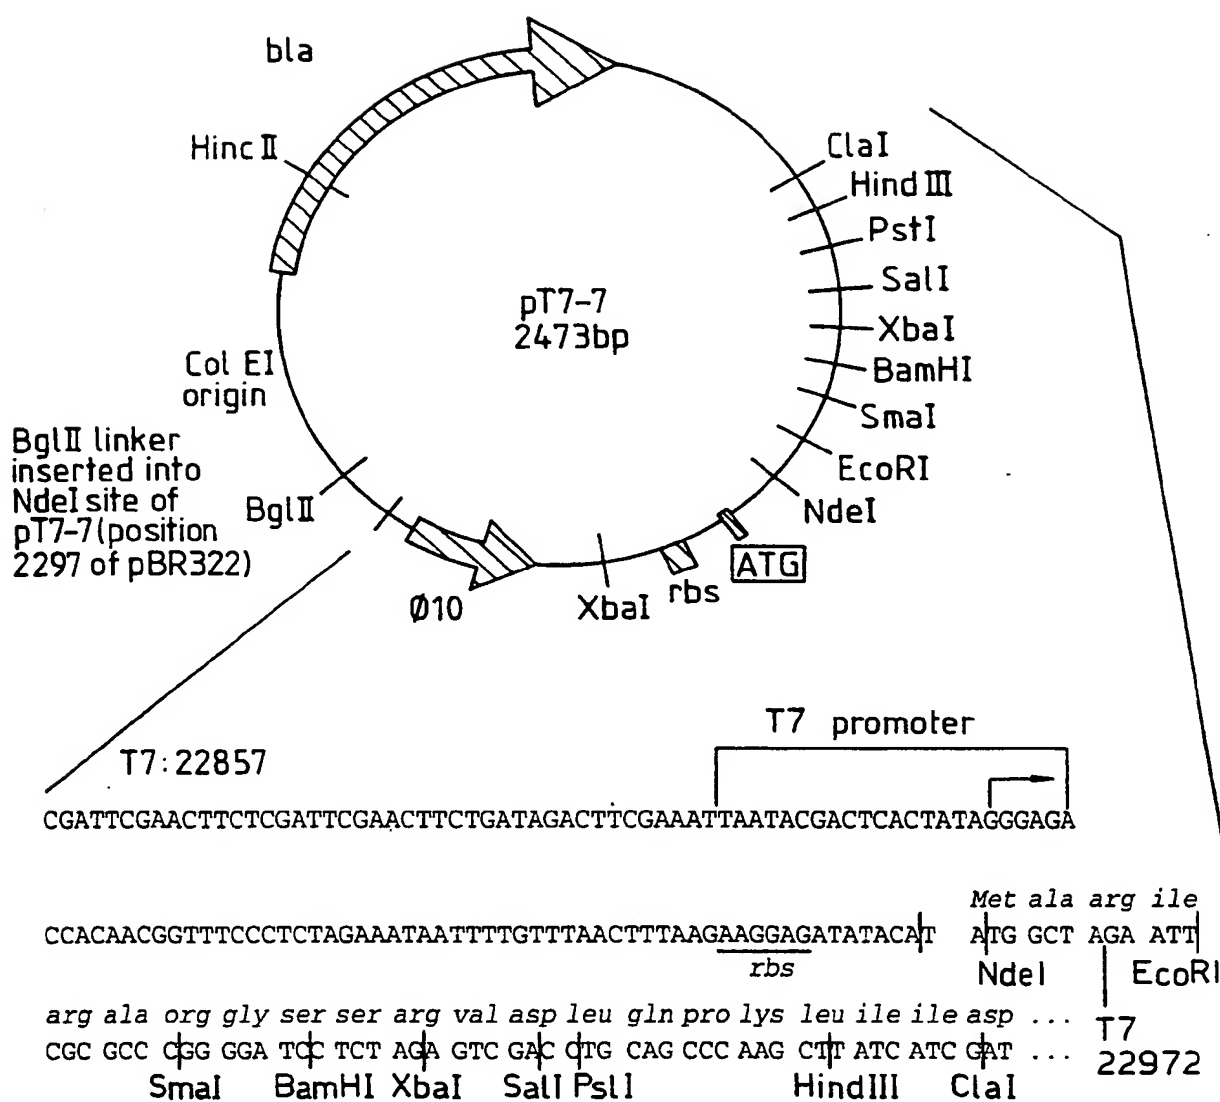 bla
Hinc II
ClaI
Hind III
PstI
SalI
XbaI
BamHI
SmaI
EcoRI
NdeI
pT7-7
2473bp
Col EI
origin
BglII linker
inserted into
NdeI site of
pT7-7(position
2297 of pBR322)
BglII
Ø10
XbaI
rbs
ATG
T7 promoter
T7:22857
CGATTCGAACTTCTCGATTCGAACTTCTGATAGACTTCGAAATTAATACGACTCACTATAGGGAGA
Met ala arg ile
CCACAACGGTTTCCCTCTAGAAATAATTTTGTTTAACTTTAAGAAGGAGATATACAT ATG GCT AGA ATT
rbs
NdeI
EcoRI
arg ala org gly ser ser arg val asp leu gln pro lys leu ile ile asp ...
CGC GCC CGG GGA TCC TCT AGA GTC GAC CTG CAG CCC AAG CTT ATC ATC GAT ...
T7
22972
SmaI
BamHI
XbaI
SalI
PslI
HindIII
ClaI